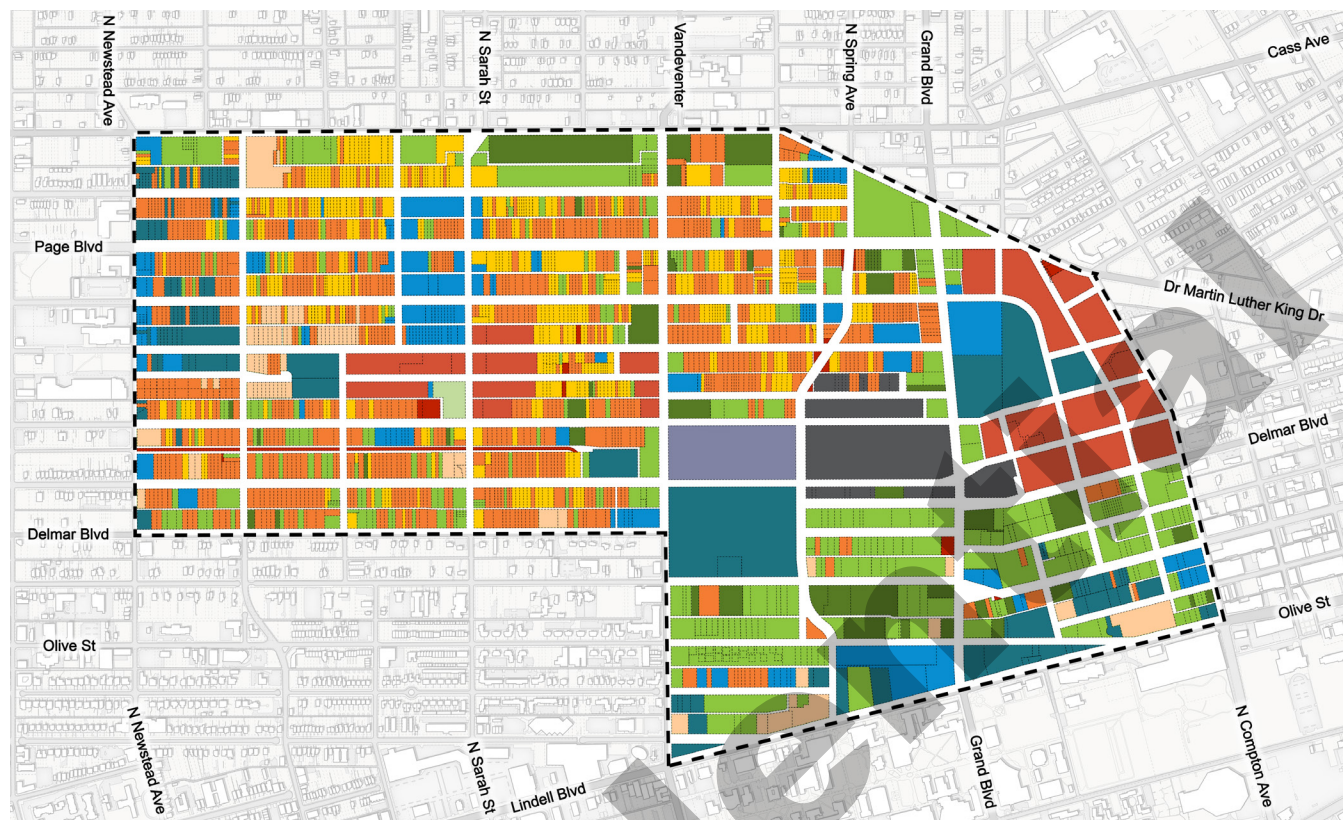 N Newstead Ave
N Sarah St
Vandeventer
N Spring Ave
Grand Blvd
Cass Ave
Page Blvd
Dr Martin Luther King Dr
Delmar Blvd
Delmar Blvd
Olive St
Olive St
N Newstead Ave
N Sarah St
Lindell Blvd
Grand Blvd
N Compton Ave